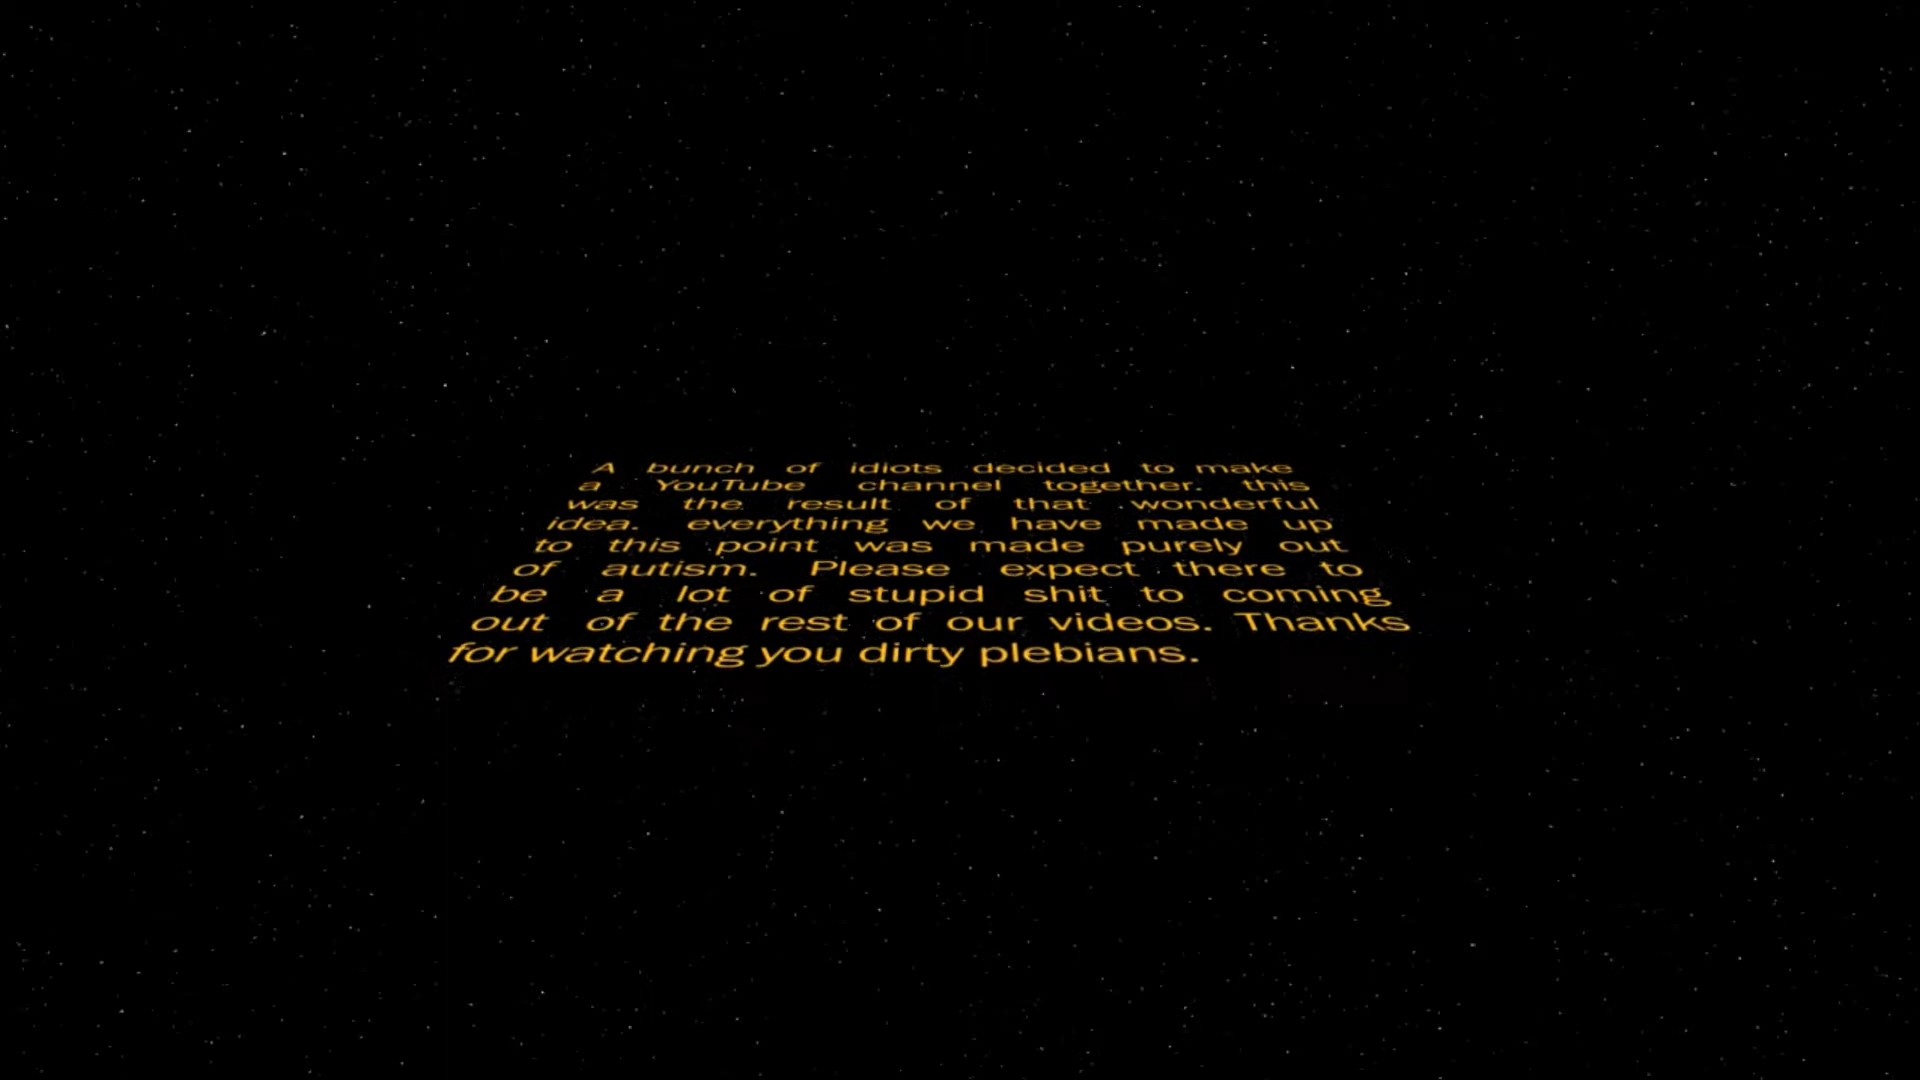 A bunch of idiots decided to make
a YouTube channel together. this
was the result of that wonderful
idea. everything we have made up
to this point was made purely out
of autism. Please expect there to
be a lot of stupid shit to coming
out of the rest of our videos. Thanks
for watching you dirty plebians.